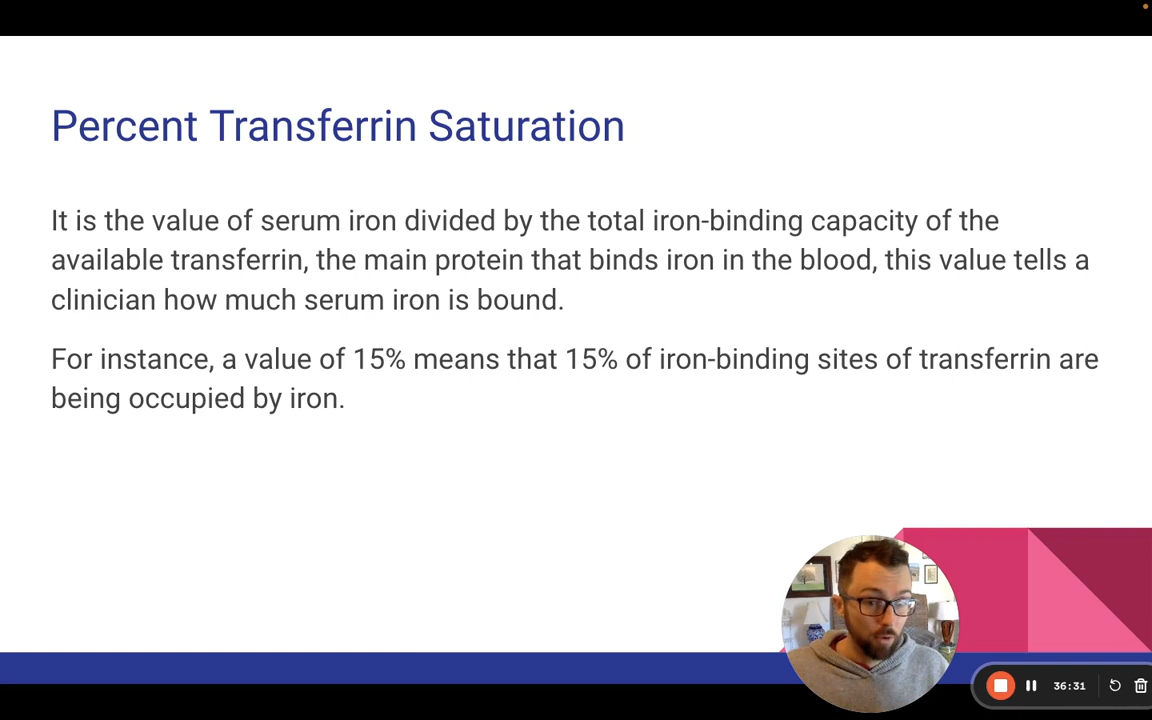 Percent Transferrin Saturation
It is the value of serum iron divided by the total iron-binding capacity of the
available transferrin, the main protein that binds iron in the blood, this value tells a
clinician how much serum iron is bound.
For instance, a value of 15% means that 15% of iron-binding sites of transferrin are
being occupied by iron.
36:31